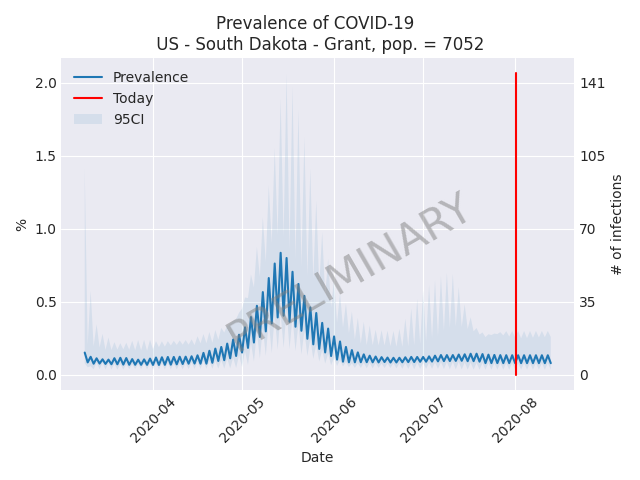 Prevalence of COVID-19
US - South Dakota - Grant, pop. = 7052
Prevalence
Today
95CI
2.0
1.5
1.0
0.5
0.0
%
141
105
70
35
0
# of infections
PRELIMINARY
2020-04
2020-05
2020-06
2020-07
2020-08
Date